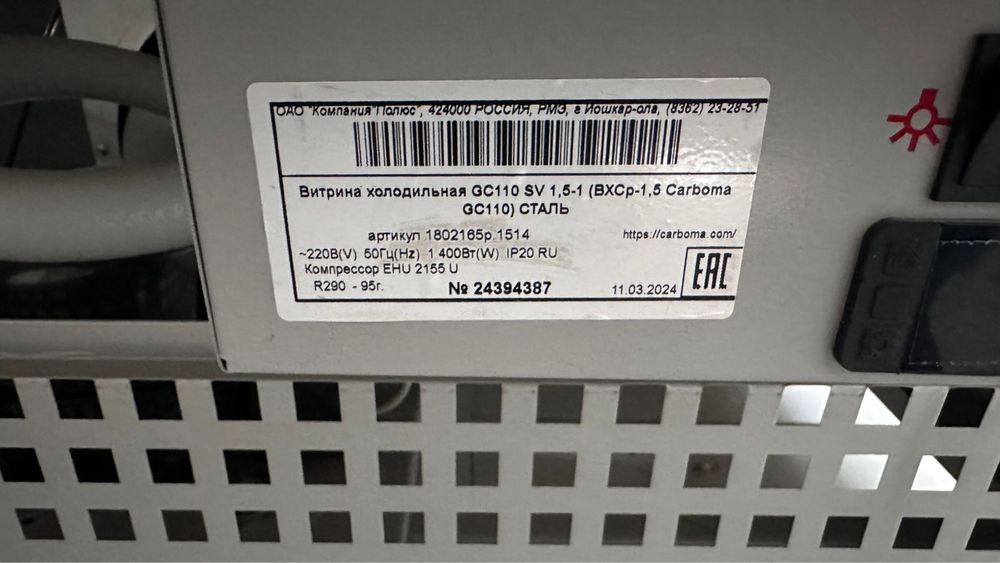 ОАО "Компания Полюс", 424000 РОССИЯ, РМЭ, г Йошкар-ола, (8362) 23-28-51
Витрина холодильная GC110 SV 1,5-1 (ВХСр-1,5 Carboma
GC110) СТАЛЬ
артикул 1802165р.1514 https://carboma.com/
~220В(V) 50Гц(Hz) 1 400Вт(W) IP20 RU
Компрессор EHU 2155 U
R290 - 95г. № 24394387 11.03.2024 EAC